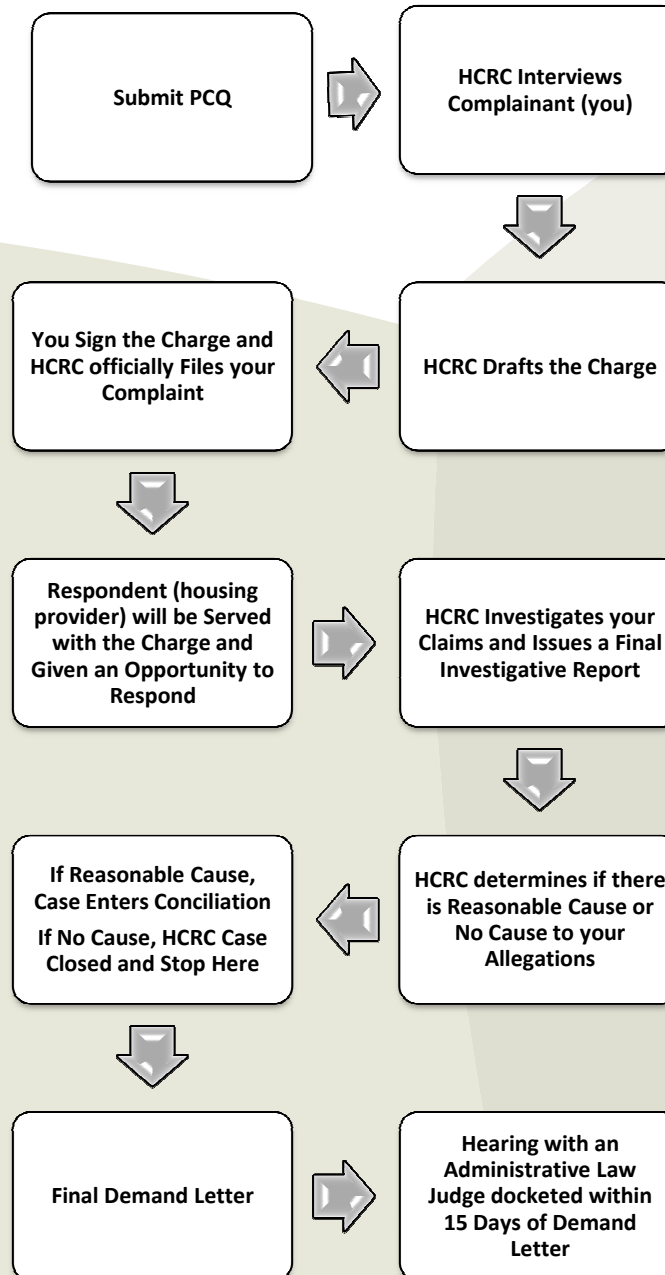 Submit PCQ
HCRC Interviews
Complainant (you)
HCRC Drafts the Charge
You Sign the Charge and
HCRC officially Files your
Complaint
Respondent (housing
provider) will be Served
with the Charge and
Given an Opportunity to
Respond
HCRC Investigates your
Claims and Issues a Final
Investigative Report
HCRC determines if there
is Reasonable Cause or
No Cause to your
Allegations
If Reasonable Cause,
Case Enters Conciliation
If No Cause, HCRC Case
Closed and Stop Here
Final Demand Letter
Hearing with an
Administrative Law
Judge docketed within
15 Days of Demand
Letter